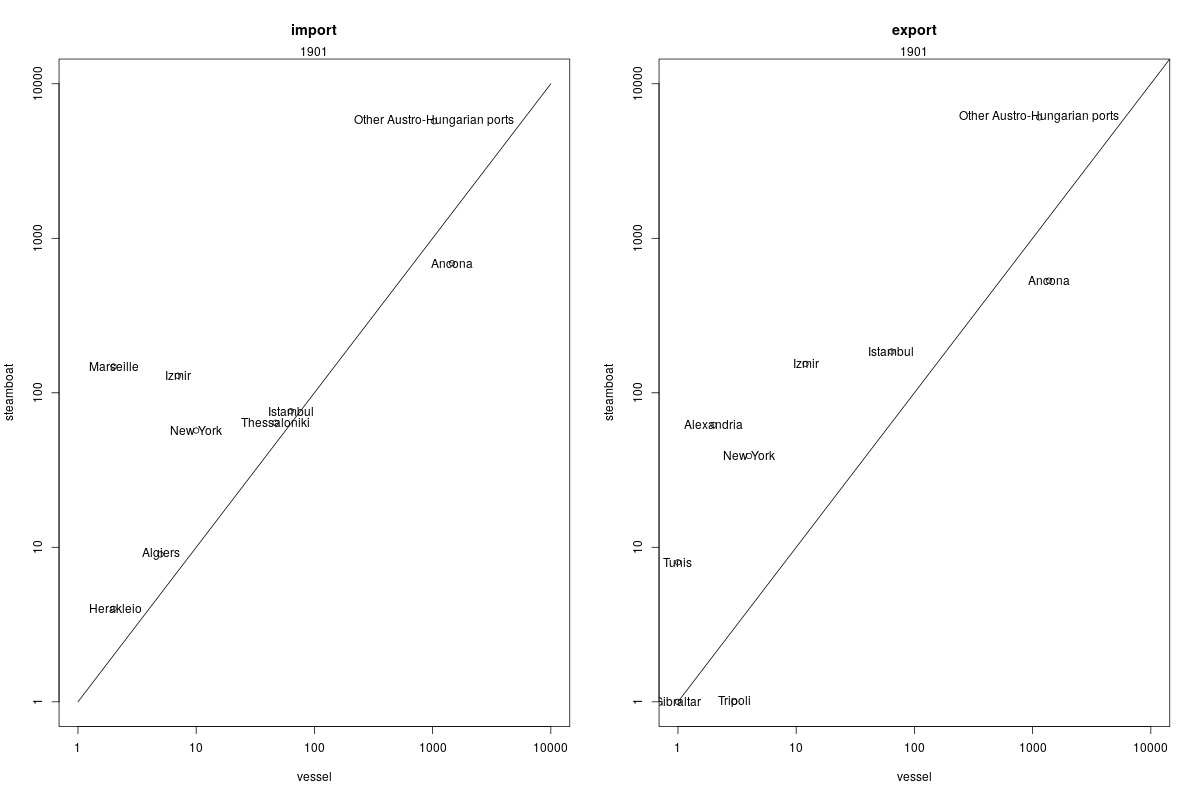 import
1901
10000
Other Austro-Hungarian ports
1000
Ancona
Marseille
Izmir
100
Istanbul
Thessaloniki
New York
steamboat
10
Algiers
Herakleio
1
1 10 100 1000 10000
vessel
export
1901
10000
Other Austro-Hungarian ports
1000
Ancona
Istanbul
Izmir
100
Alexandria
New York
steamboat
10
Tunis
1
Gibraltar
Tripoli
1 10 100 1000 10000
vessel